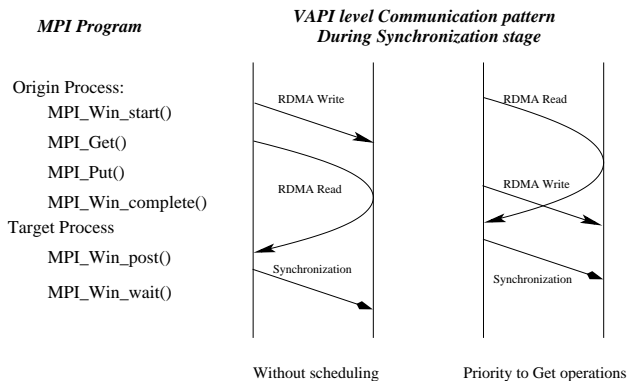 MPI Program
VAPI level Communication pattern
During Synchronization stage
Origin Process:
MPI_Win_start()
MPI_Get()
MPI_Put()
MPI_Win_complete()
Target Process
MPI_Win_post()
MPI_Win_wait()
RDMA Write
RDMA Read
Synchronization
Without scheduling
RDMA Read
RDMA Write
Synchronization
Priority to Get operations